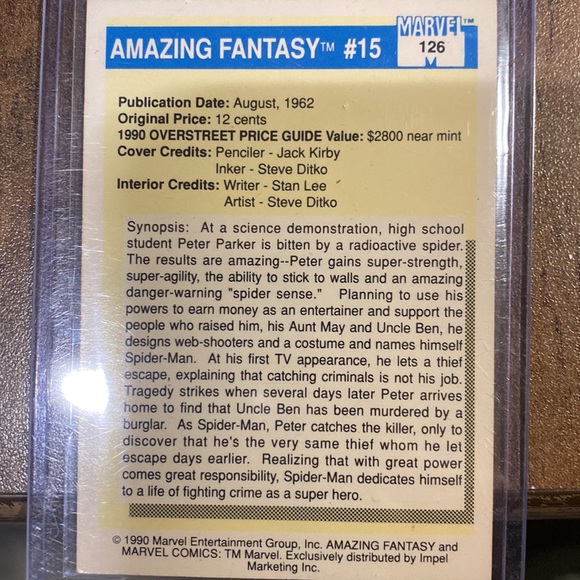 AMAZING FANTASY™ #15
MARVEL™
126
Publication Date: August, 1962
Original Price: 12 cents
1990 OVERSTREET PRICE GUIDE Value: $2800 near mint
Cover Credits: Penciler - Jack Kirby
Inker - Steve Ditko
Interior Credits: Writer - Stan Lee
Artist - Steve Ditko
Synopsis: At a science demonstration, high school
student Peter Parker is bitten by a radioactive spider.
The results are amazing--Peter gains super-strength,
super-agility, the ability to stick to walls and an amazing
danger-warning "spider sense." Planning to use his
powers to earn money as an entertainer and support the
people who raised him, his Aunt May and Uncle Ben, he
designs web-shooters and a costume and names himself
Spider-Man. At his first TV appearance, he lets a thief
escape, explaining that catching criminals is not his job.
Tragedy strikes when several days later Peter arrives
home to find that Uncle Ben has been murdered by a
burglar. As Spider-Man, Peter catches the killer, only to
discover that he's the very same thief whom he let
escape days earlier. Realizing that with great power
comes great responsibility, Spider-Man dedicates himself
to a life of fighting crime as a super hero.
© 1990 Marvel Entertainment Group, Inc. AMAZING FANTASY and
MARVEL COMICS: TM Marvel. Exclusively distributed by Impel
Marketing Inc.